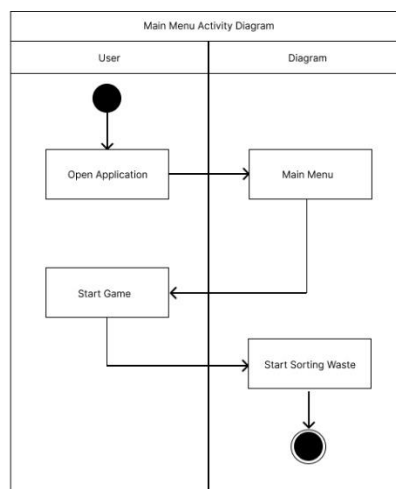 Main Menu Activity Diagram
User
Diagram
Open Application
Main Menu
Start Game
Start Sorting Waste